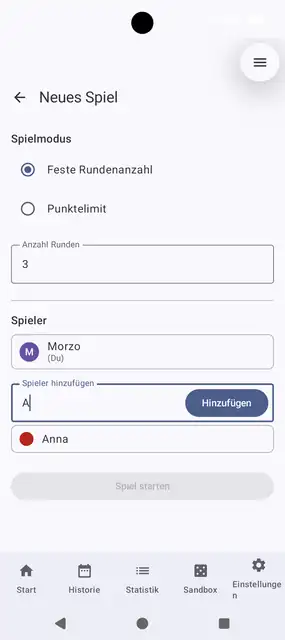 Neues Spiel
Spielmodus
Feste Rundenanzahl
Punktelimit
Anzahl Runden
3
Spieler
M
Morzo
(Du)
Spieler hinzufügen
A
Hinzufügen
Anna
Spiel starten
Start
Historie
Statistik
Sandbox
Einstellunge
n